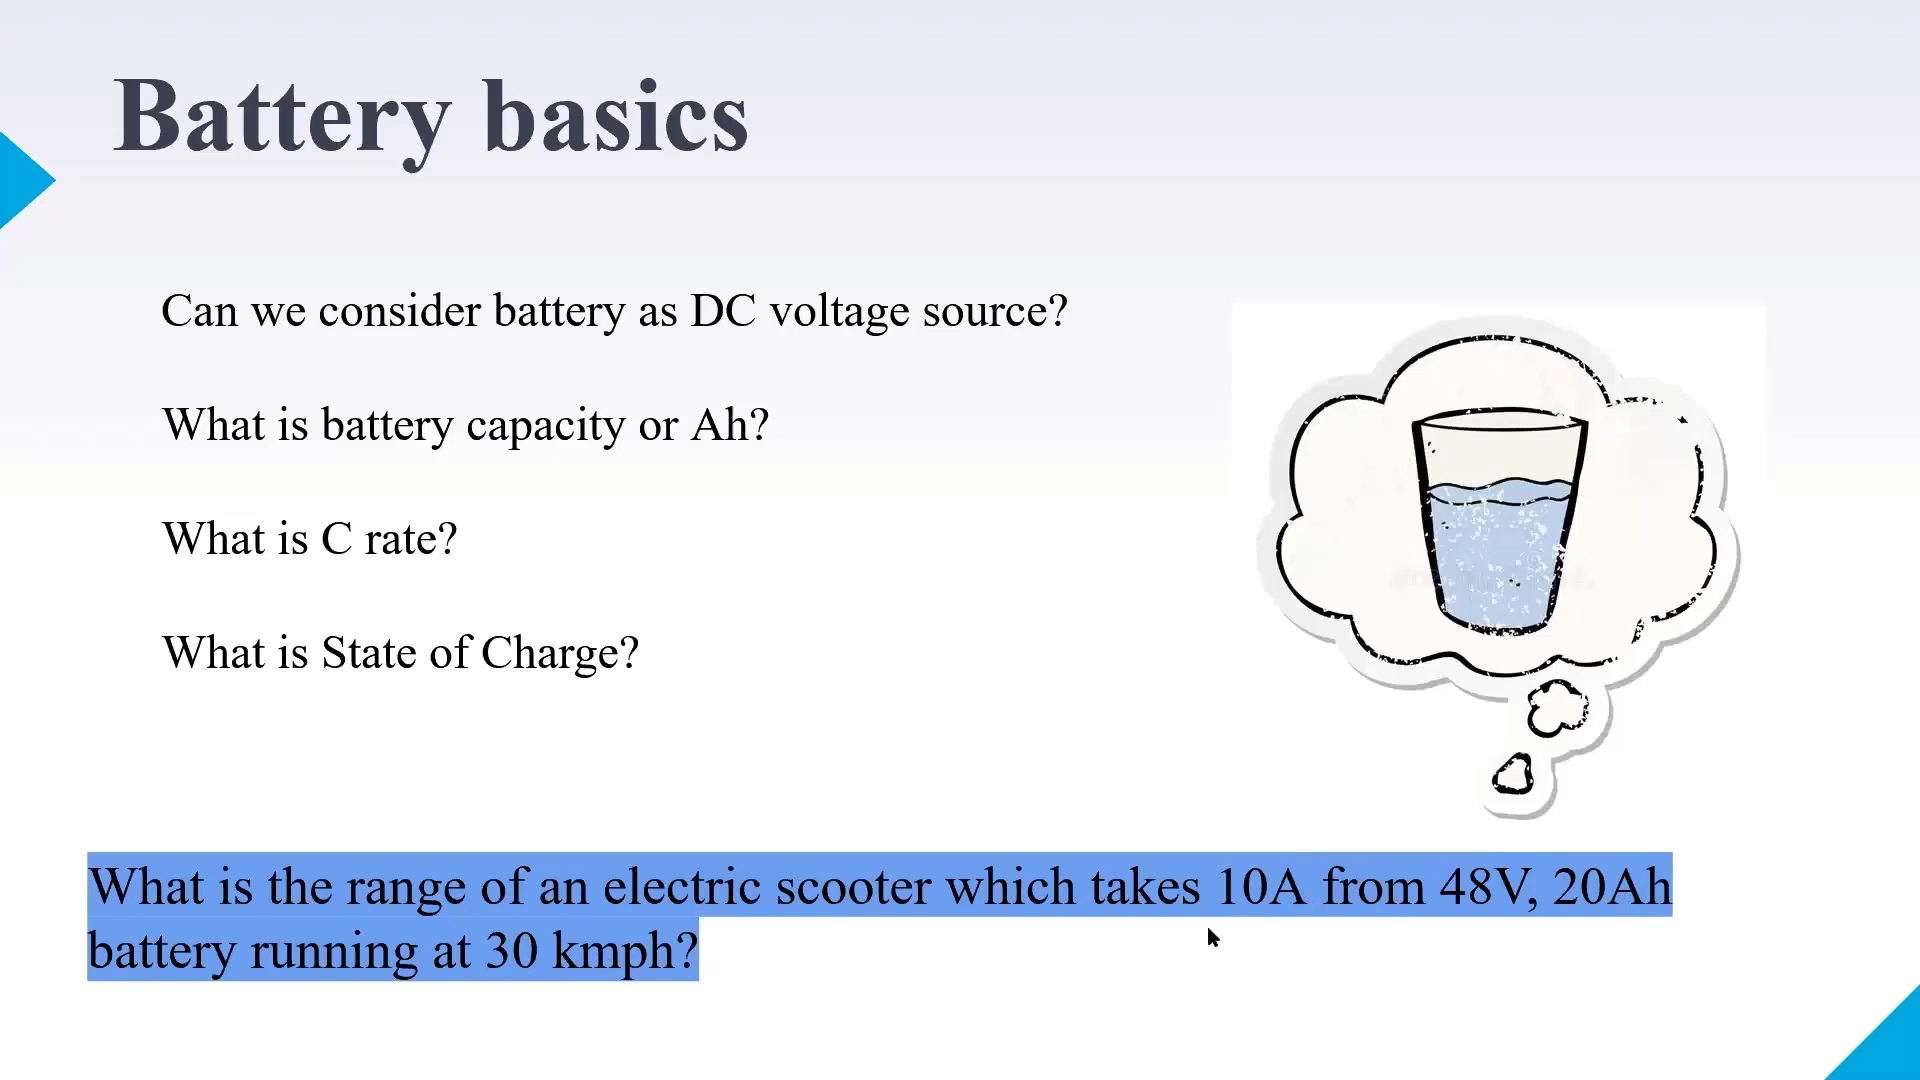 Battery basics
Can we consider battery as DC voltage source?
What is battery capacity or Ah?
What is C rate?
What is State of Charge?
What is the range of an electric scooter which takes 10A from 48V, 20Ah
battery running at 30 kmph?